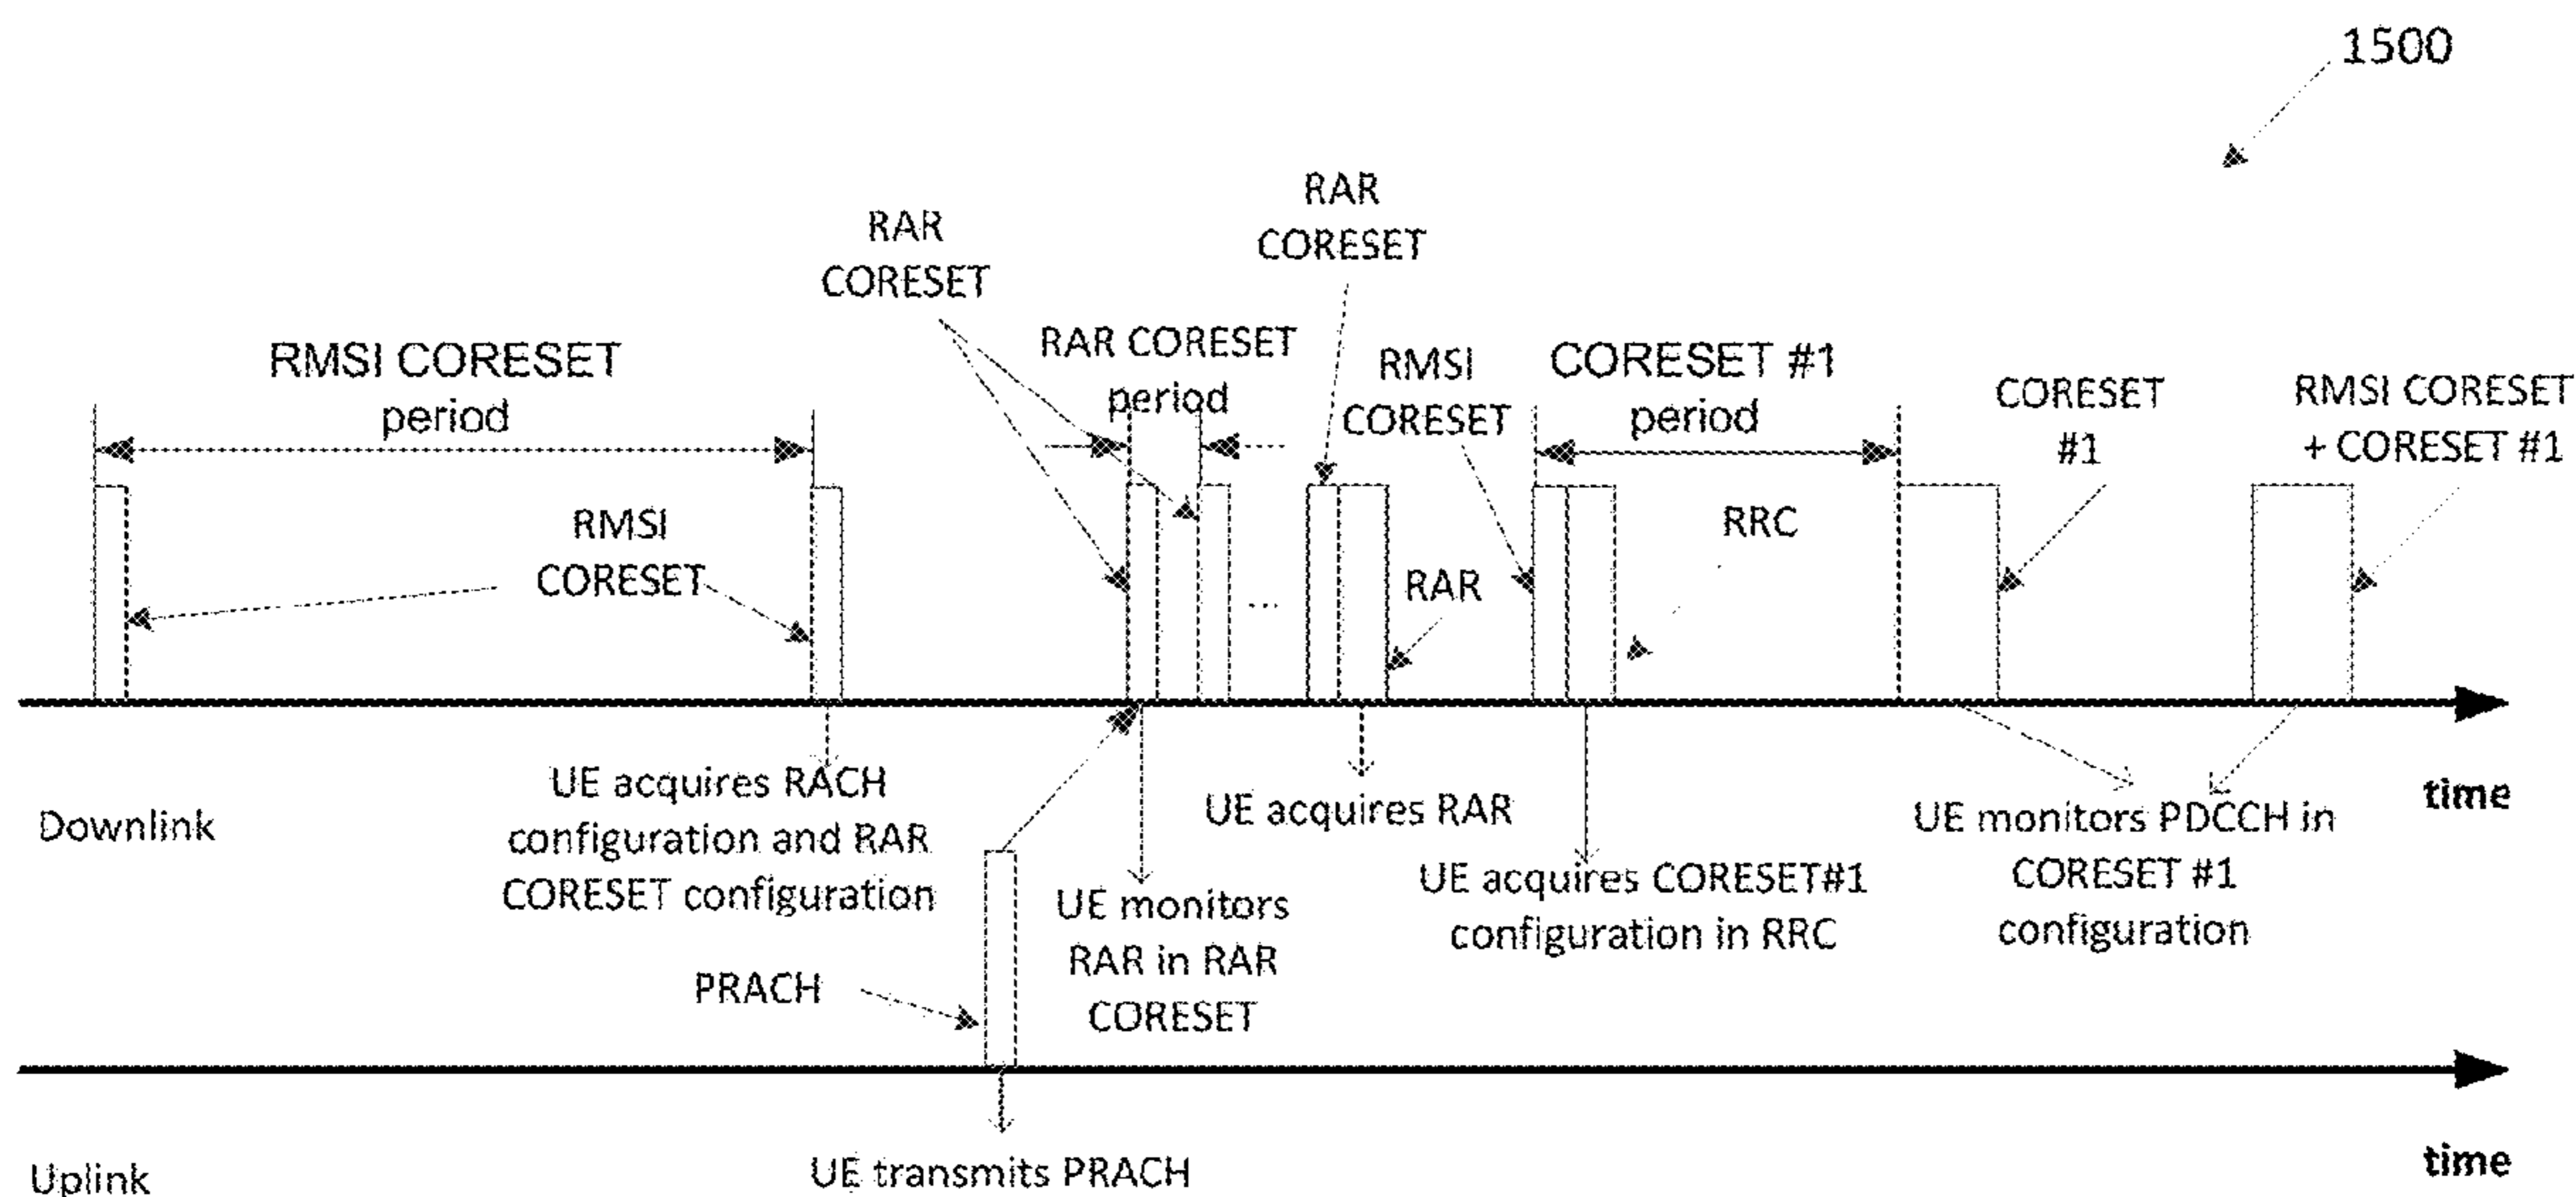 1500
RAR
CORESET
RAR
CORESET
RMSI CORESET
period
RAR CORESET
period
RMSI
CORESET
CORESET #1
period
CORESET
#1
RMSI CORESET
+ CORESET #1
RMSI
CORESET
RRC
RAR
...
Downlink
UE acquires RACH
configuration and RAR
CORESET configuration
UE monitors
RAR in RAR
CORESET
UE acquires RAR
UE acquires CORESET#1
configuration in RRC
UE monitors PDCCH in
CORESET #1
configuration
time
PRACH
Uplink
UE transmits PRACH
time